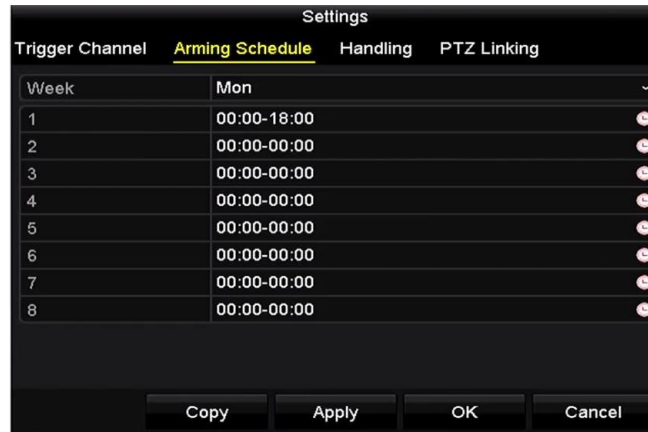 Settings
Trigger Channel Arming Schedule Handling PTZ Linking
Week Mon
1 00:00-18:00
2 00:00-00:00
3 00:00-00:00
4 00:00-00:00
5 00:00-00:00
6 00:00-00:00
7 00:00-00:00
8 00:00-00:00
Copy Apply OK Cancel